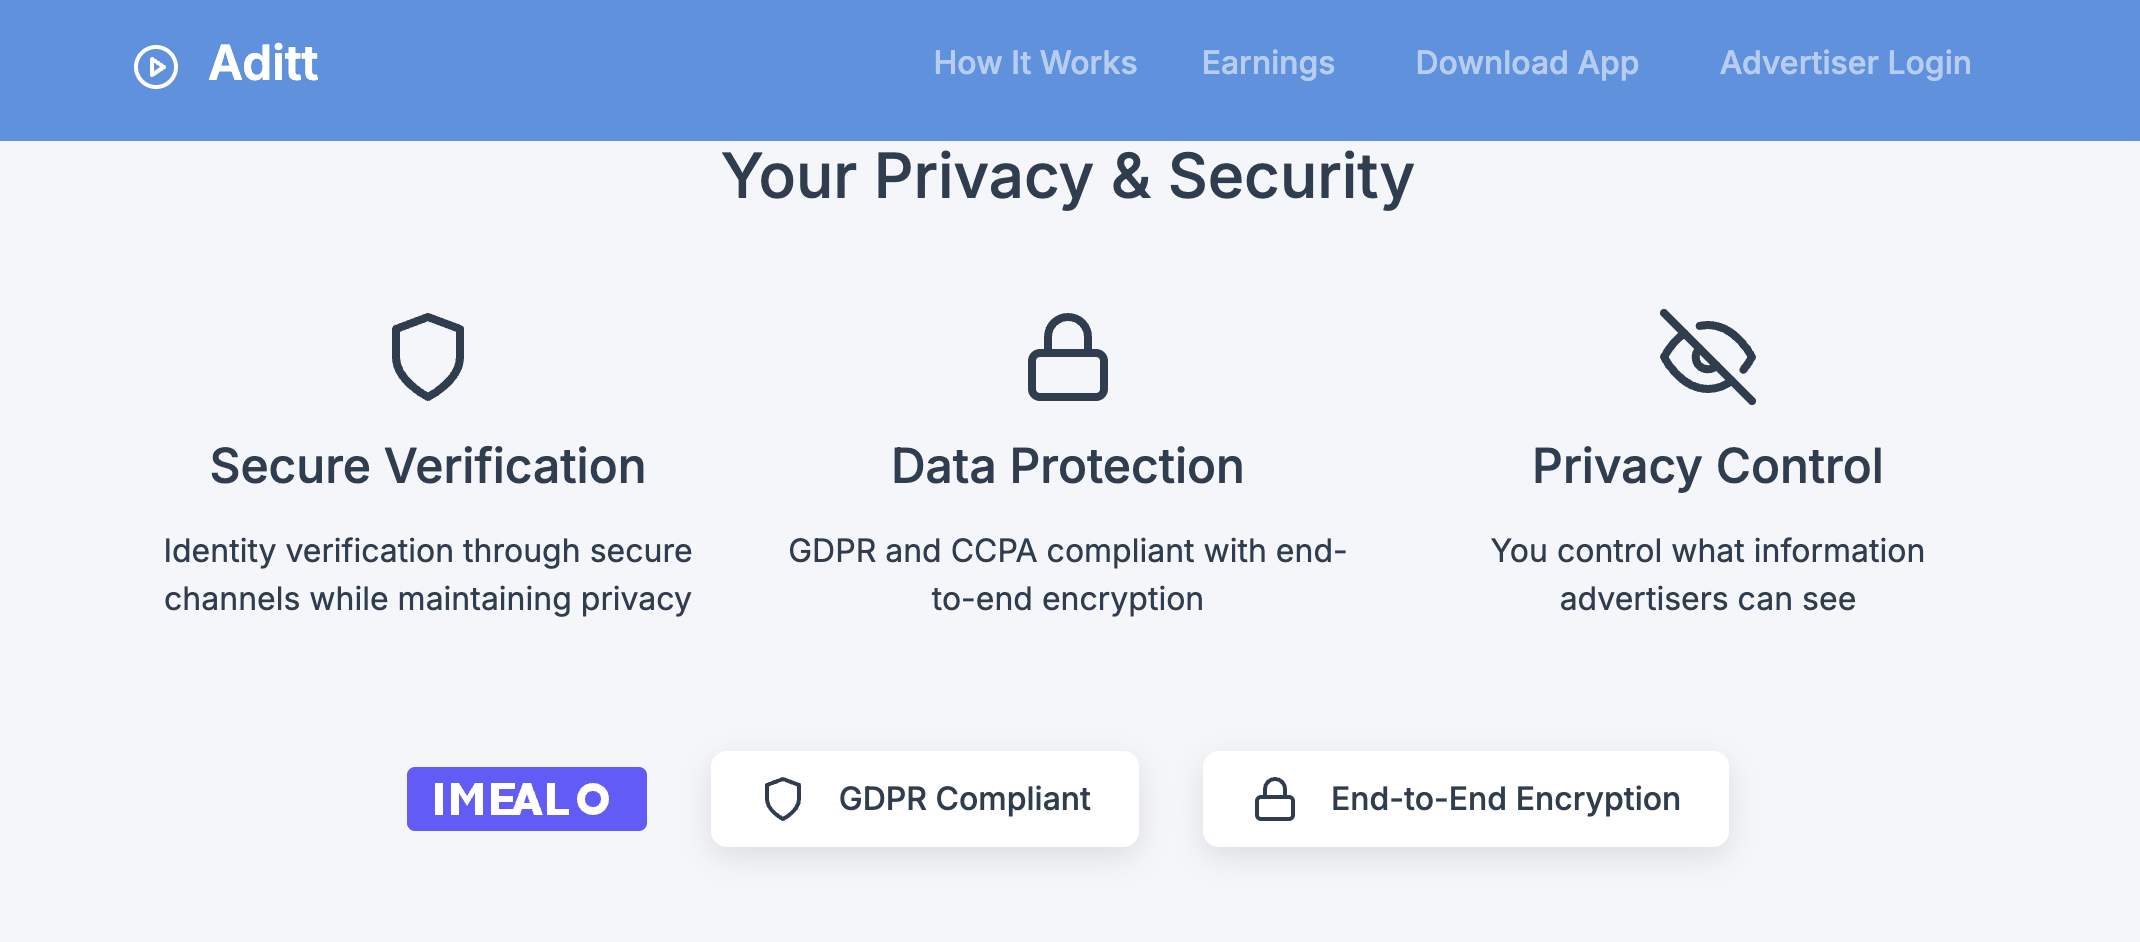 Aditt
How It Works
Earnings
Download App
Advertiser Login
Your Privacy & Security
Secure Verification
Identity verification through secure
channels while maintaining privacy
Data Protection
GDPR and CCPA compliant with end-
to-end encryption
Privacy Control
You control what information
advertisers can see
IMEALO
GDPR Compliant
End-to-End Encryption